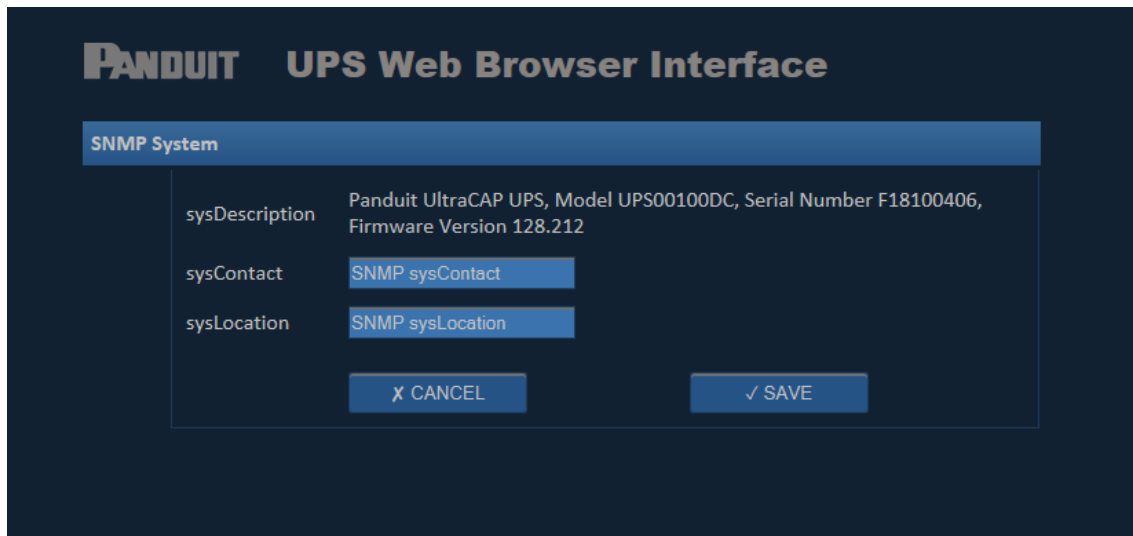 PANDUIT UPS Web Browser Interface
SNMP System
sysDescription Panduit UltraCAP UPS, Model UPS00100DC, Serial Number F18100406,
Firmware Version 128.212
sysContact SNMP sysContact
sysLocation SNMP sysLocation
✗ CANCEL ✓ SAVE